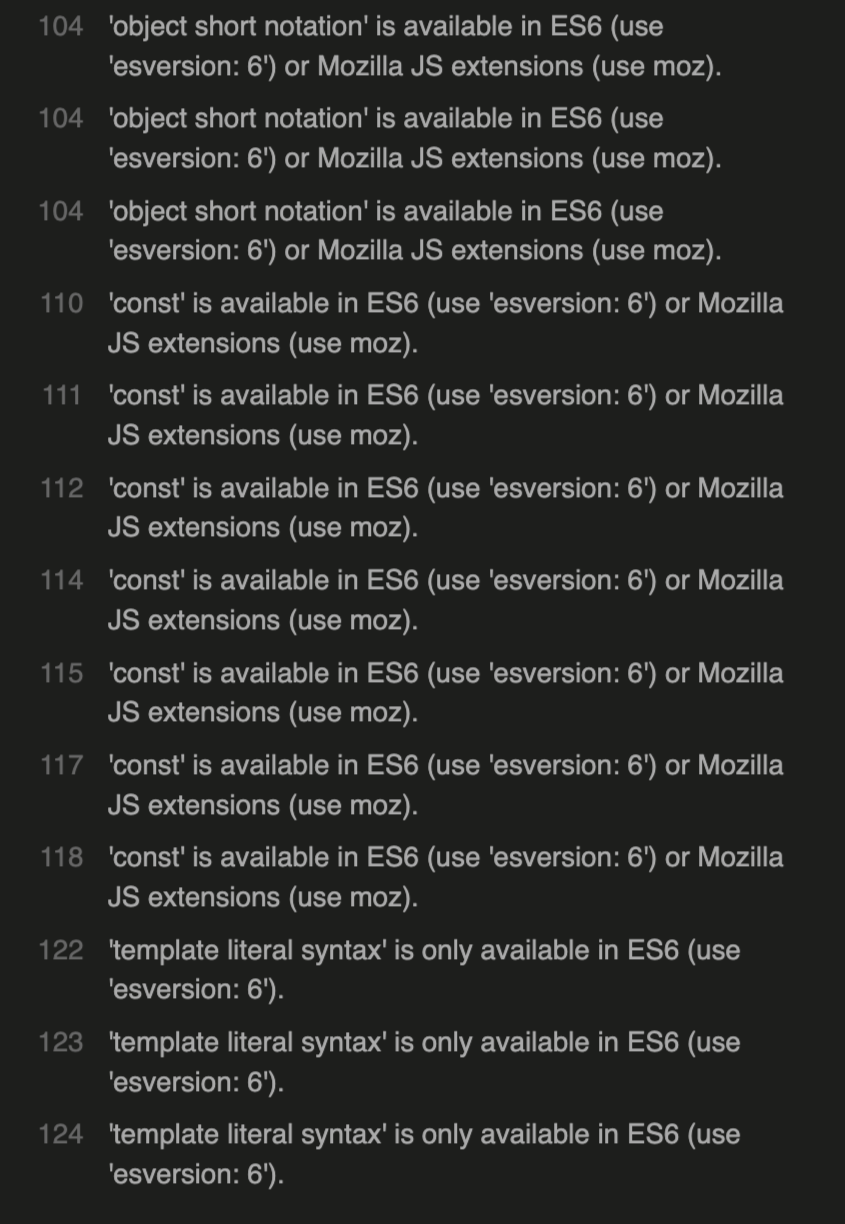 104 'object short notation' is available in ES6 (use
'esversion: 6') or Mozilla JS extensions (use moz).
104 'object short notation' is available in ES6 (use
'esversion: 6') or Mozilla JS extensions (use moz).
104 'object short notation' is available in ES6 (use
'esversion: 6') or Mozilla JS extensions (use moz).
110 'const' is available in ES6 (use 'esversion: 6') or Mozilla
JS extensions (use moz).
111 'const' is available in ES6 (use 'esversion: 6') or Mozilla
JS extensions (use moz).
112 'const' is available in ES6 (use 'esversion: 6') or Mozilla
JS extensions (use moz).
114 'const' is available in ES6 (use 'esversion: 6') or Mozilla
JS extensions (use moz).
115 'const' is available in ES6 (use 'esversion: 6') or Mozilla
JS extensions (use moz).
117 'const' is available in ES6 (use 'esversion: 6') or Mozilla
JS extensions (use moz).
118 'const' is available in ES6 (use 'esversion: 6') or Mozilla
JS extensions (use moz).
122 'template literal syntax' is only available in ES6 (use
'esversion: 6').
123 'template literal syntax' is only available in ES6 (use
'esversion: 6').
124 'template literal syntax' is only available in ES6 (use
'esversion: 6').